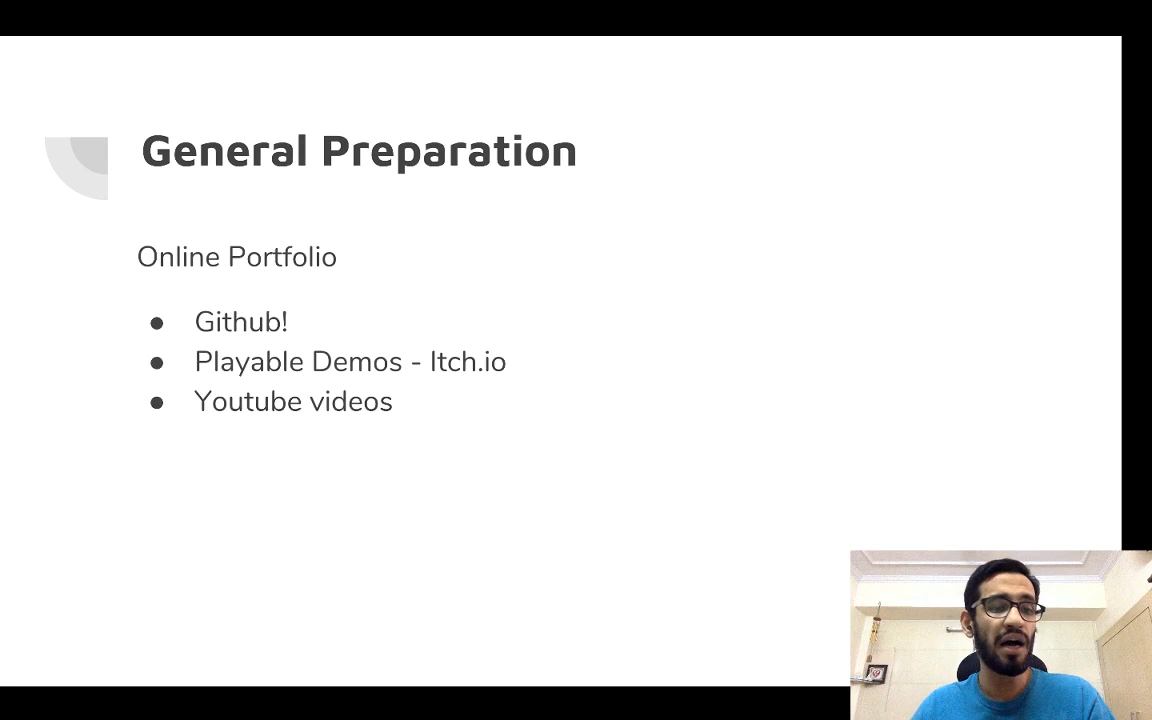 General Preparation
Online Portfolio
● Github!
● Playable Demos - Itch.io
● Youtube videos